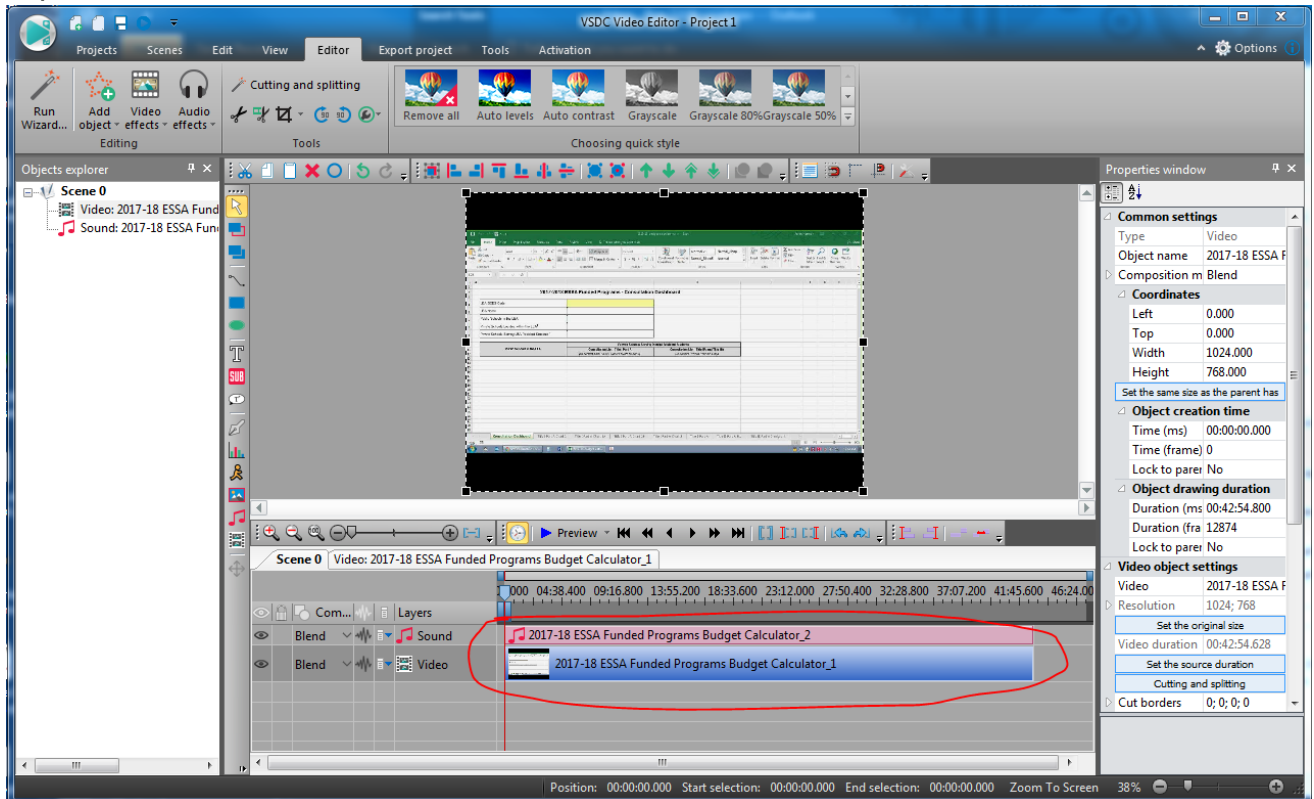 VSDC Video Editor - Project 1
Projects Scenes Edit View Editor Export project Tools Activation
Options
Run Wizard...
Add object
Video effects
Audio effects
Editing
Cutting and splitting
Tools
Remove all Auto levels Auto contrast Grayscale Grayscale 80% Grayscale 50%
Choosing quick style
Objects explorer
Scene 0
Video: 2017-18 ESSA Fund
Sound: 2017-18 ESSA Fun
T
SUB
2017-18 ESSA Funded Programs - Consultation Dashboard
Preview
Scene 0 Video: 2017-18 ESSA Funded Programs Budget Calculator_1
000 04:38.400 09:16.800 13:55.200 18:33.600 23:12.000 27:50.400 32:28.800 37:07.200 41:45.600 46:24.00
Com... Layers
Blend Sound 2017-18 ESSA Funded Programs Budget Calculator_2
Blend Video 2017-18 ESSA Funded Programs Budget Calculator_1
Properties window
Common settings
Type Video
Object name 2017-18 ESSA F
Composition m Blend
Coordinates
Left 0.000
Top 0.000
Width 1024.000
Height 768.000
Set the same size as the parent has
Object creation time
Time (ms) 00:00:00.000
Time (frame) 0
Lock to parer No
Object drawing duration
Duration (ms 00:42:54.800
Duration (fra 12874
Lock to parer No
Video object settings
Video 2017-18 ESSA F
Resolution 1024; 768
Set the original size
Video duration 00:42:54.628
Set the source duration
Cutting and splitting
Cut borders 0; 0; 0; 0
Position: 00:00:00.000 Start selection: 00:00:00.000 End selection: 00:00:00.000 Zoom To Screen 38%